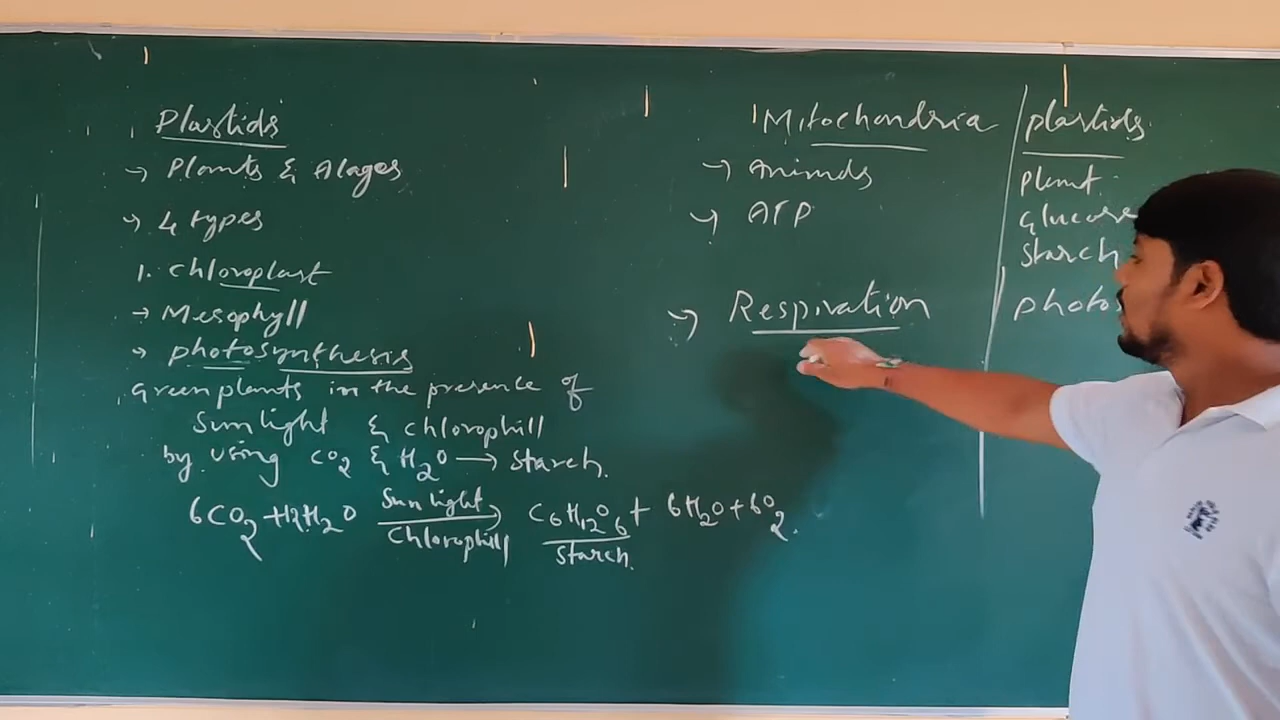 Plastids
→ Plants & Alages
→ 4 types
1. Chloroplast
→ Mesophyll
→ photosynthesis
Green plants in the presence of
Sunlight & chlorophill
by using CO2 & H2O → starch.
6CO2 + 12H2O Sunlight Chlorophill C6H12O6 + 6H2O + 6O2.
Starch.
Mitochondria
→ Animals
→ ATP
→ Respiration
plastids
plant
Glucose
Starch
photos